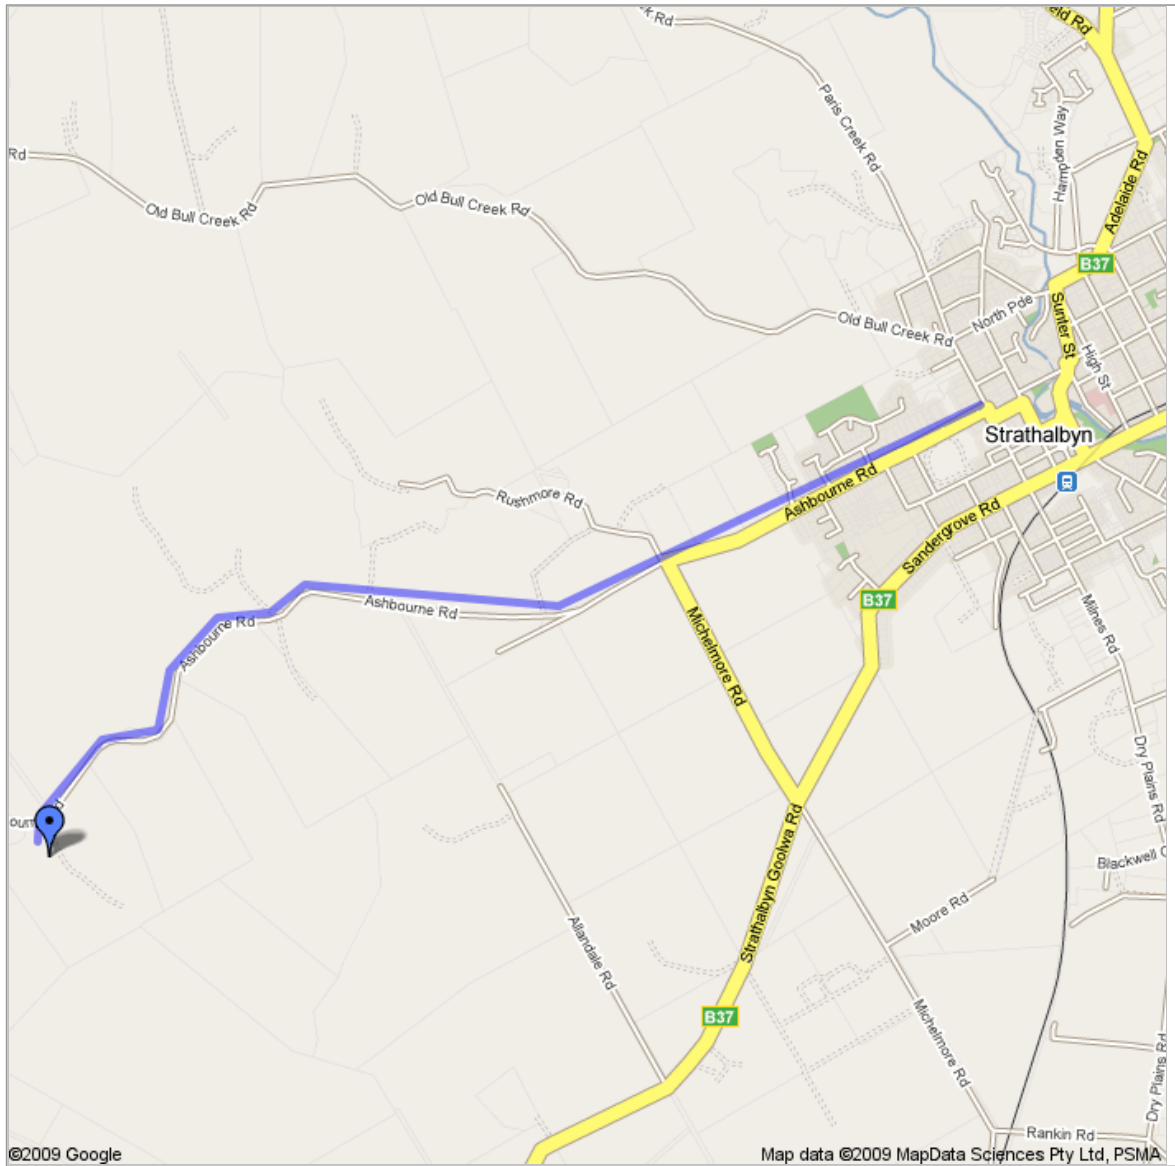 eld Rd
k Rd
Paris Creek Rd
Hampden Way
Adelaide Rd
Rd
Old Bull Creek Rd
Old Bull Creek Rd
B37
North Pde
Sunter St
Old Bull Creek Rd
High St
Strathalbyn
Ashbourne Rd
Rushmore Rd
Sandergrove Rd
B37
Ashbourne Rd
Ashbourne Rd
Michelmore Rd
Milnes Rd
Dry Plains Rd
Strathalbyn Goolwa Rd
Blackwell C
Moore Rd
Allandale Rd
B37
Michelmore Rd
Dry Plains Rd
Rankin Rd
©2009 Google
Map data ©2009 MapData Sciences Pty Ltd, PSMA